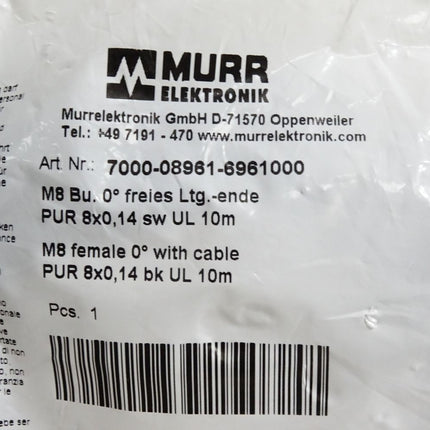 MURR
ELEKTRONIK
Murrelektronik GmbH D-71570 Oppenweiler
Tel.: +49 7191 - 470 www.murrelektronik.com
Art. Nr.: 7000-08961-6961000
M8 Bu. 0° freies Ltg.-ende
PUR 8x0,14 sw UL 10m
M8 female 0° with cable
PUR 8x0,14 bk UL 10m
Pcs. 1